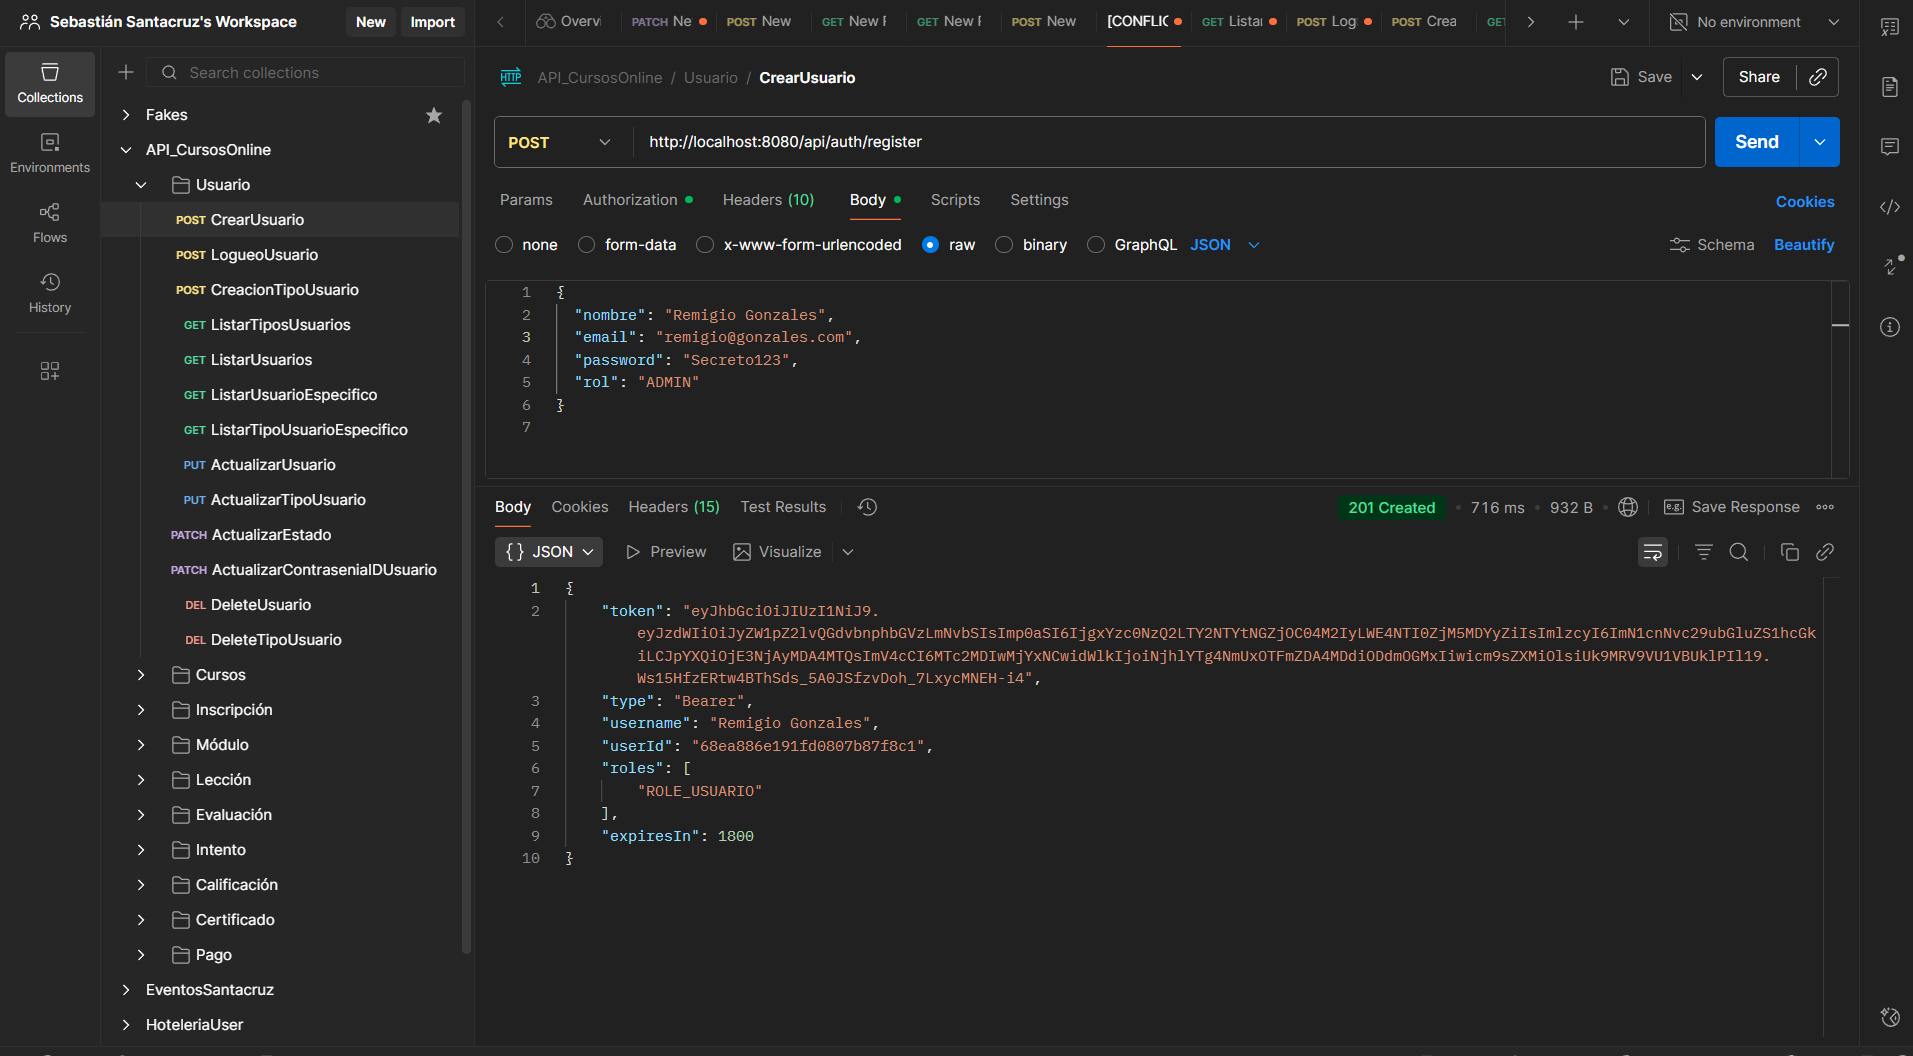 Sebastián Santacruz's Workspace
New
Import
Overvi
PATCH Ne
POST New
GET New F
GET New F
POST New
[CONFLIC
GET Listar
POST Log
POST Crea
GET
No environment
Collections
Environments
Flows
History
Search collections
Fakes
API_CursosOnline
Usuario
POST CrearUsuario
POST LogueoUsuario
POST CreacionTipoUsuario
GET ListarTiposUsuarios
GET ListarUsuarios
GET ListarUsuarioEspecifico
GET ListarTipoUsuarioEspecifico
PUT ActualizarUsuario
PUT ActualizarTipoUsuario
PATCH ActualizarEstado
PATCH ActualizarContraseniaIDUsuario
DEL DeleteUsuario
DEL DeleteTipoUsuario
Cursos
Inscripción
Módulo
Lección
Evaluación
Intento
Calificación
Certificado
Pago
EventosSantacruz
HoteleriaUser
HTTP API_CursosOnline / Usuario / CrearUsuario
Save
Share
POST http://localhost:8080/api/auth/register
Send
Params Authorization Headers (10) Body Scripts Settings
Cookies
none form-data x-www-form-urlencoded raw binary GraphQL JSON
Schema Beautify
1 {
2 "nombre": "Remigio Gonzales",
3 "email": "remigio@gonzales.com",
4 "password": "Secreto123",
5 "rol": "ADMIN"
6 }
7
Body Cookies Headers (15) Test Results
201 Created • 716 ms • 932 B
e.g. Save Response
{} JSON Preview Visualize
1 {
2 "token": "eyJhbGciOiJIUzI1NiJ9.
eyJzdWIiOiJyZW1pZ2lvQGdvbnphbGVzLmNvbSIsImp0aSI6IjgxYzc0NzQ2LTY2NTYtNGZjOC04M2IyLWE4NTI0ZjM5MDYyZiIsImlzcyI6ImN1cnNvc29ubGluZS1hcGk
iLCJpYXQiOjE3NjAyMDA4MTQsImV4cCI6MTc2MDIwMjYxNCwidWlkIjoiNjhlYTg4NmUxOTFmZDA4MDdiODdmOGMxIiwicm9sZXMiOlsiUk9MRV9VU1VBUklPIl19.
Ws15HfzERtw4BThSds_5A0JSfzvDoh_7LxycMNEH-i4",
3 "type": "Bearer",
4 "username": "Remigio Gonzales",
5 "userId": "68ea886e191fd0807b87f8c1",
6 "roles": [
7 "ROLE_USUARIO"
8 ],
9 "expiresIn": 1800
10 }